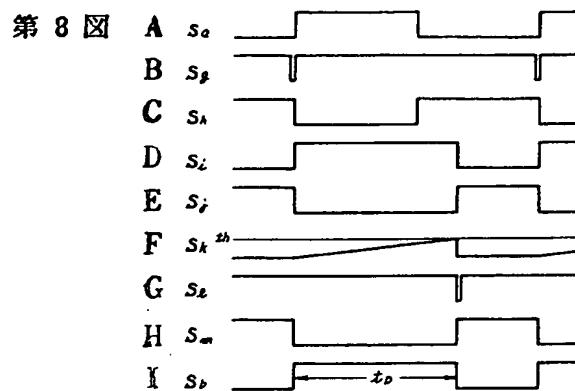 第 8 図
A Sa
B Sg
C Sh
D Si
E Sj
F Sk th
G Sl
H Sm
I Sb tD